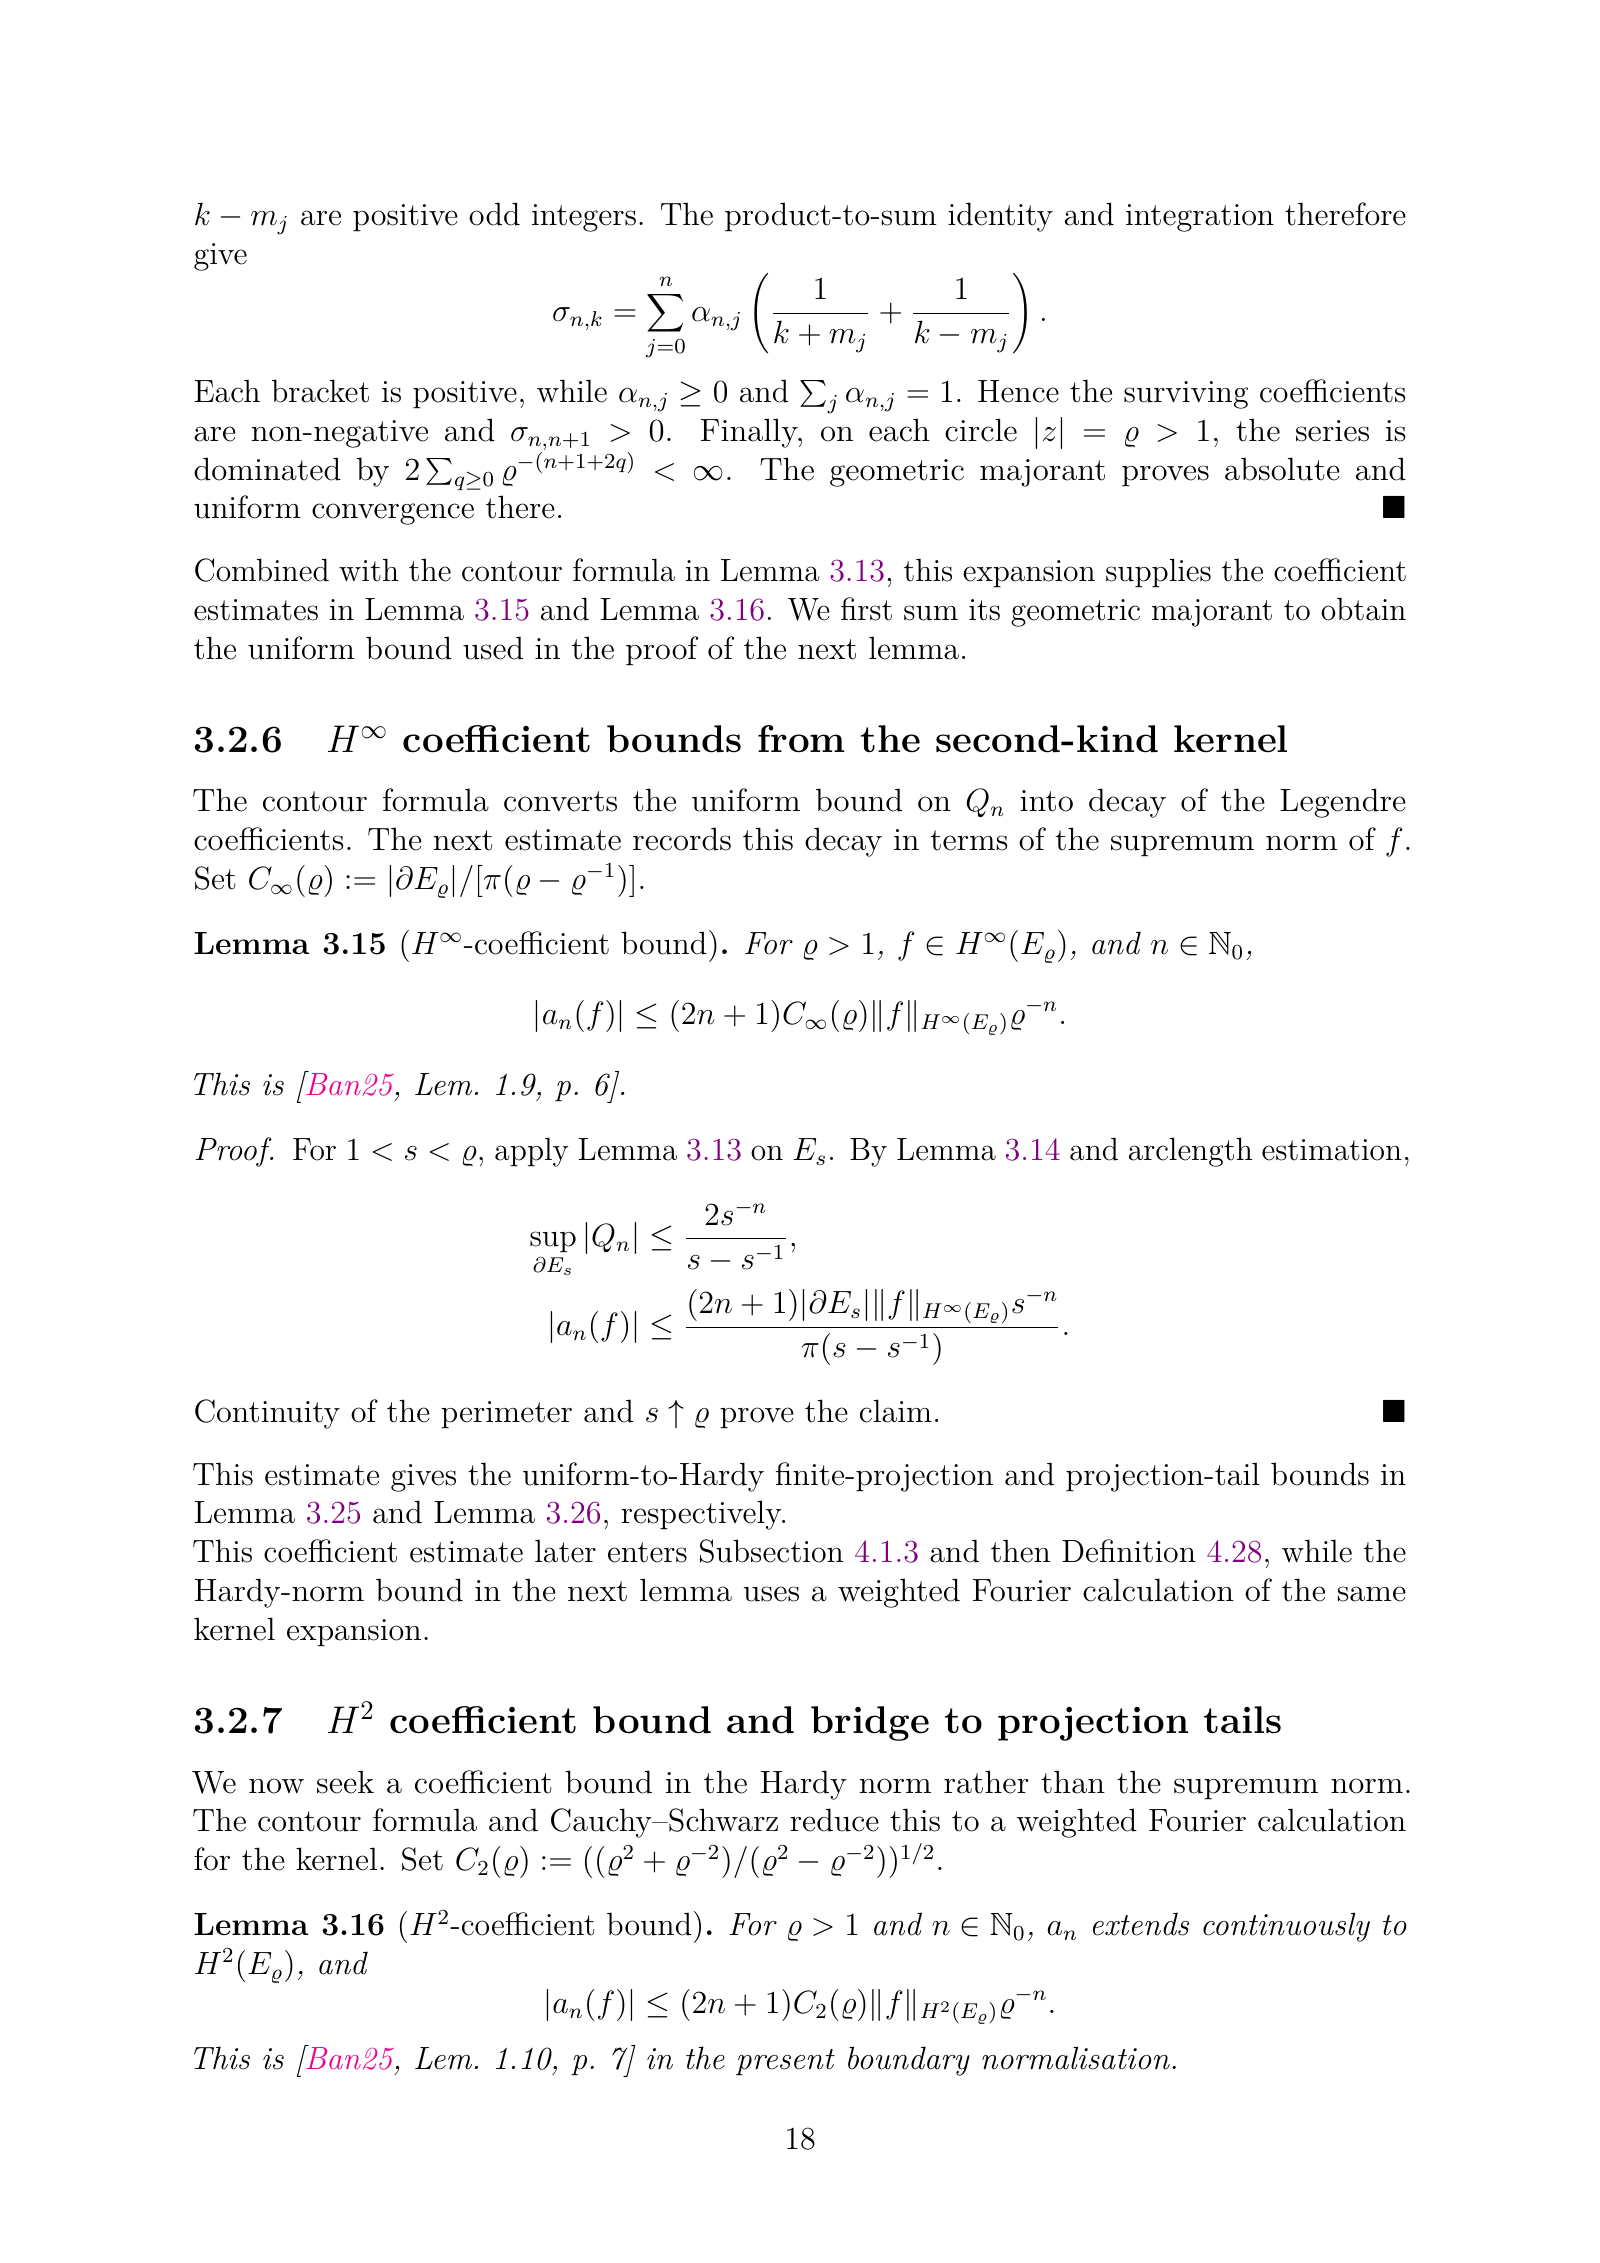 k − m_j are positive odd integers. The product-to-sum identity and integration therefore
give
σ_{n,k} = ∑_{j=0}^{n} α_{n,j} ( 1/(k + m_j) + 1/(k − m_j) ).
Each bracket is positive, while α_{n,j} ≥ 0 and ∑_j α_{n,j} = 1. Hence the surviving coefficients
are non-negative and σ_{n,n+1} > 0. Finally, on each circle |z| = ϱ > 1, the series is
dominated by 2 ∑_{q≥0} ϱ^{−(n+1+2q)} < ∞. The geometric majorant proves absolute and
uniform convergence there. ■
Combined with the contour formula in Lemma 3.13, this expansion supplies the coefficient
estimates in Lemma 3.15 and Lemma 3.16. We first sum its geometric majorant to obtain
the uniform bound used in the proof of the next lemma.
3.2.6 H^∞ coefficient bounds from the second-kind kernel
The contour formula converts the uniform bound on Q_n into decay of the Legendre
coefficients. The next estimate records this decay in terms of the supremum norm of f.
Set C_∞(ϱ) := |∂E_ϱ|/[π(ϱ − ϱ^{−1})].
Lemma 3.15 (H^∞-coefficient bound). For ϱ > 1, f ∈ H^∞(E_ϱ), and n ∈ ℕ_0,
|a_n(f)| ≤ (2n + 1)C_∞(ϱ)‖f‖_{H^∞(E_ϱ)}ϱ^{−n}.
This is [Ban25, Lem. 1.9, p. 6].
Proof. For 1 < s < ϱ, apply Lemma 3.13 on E_s. By Lemma 3.14 and arclength estimation,
sup_{∂E_s} |Q_n| ≤ 2s^{−n}/(s − s^{−1}),
|a_n(f)| ≤ (2n + 1)|∂E_s|‖f‖_{H^∞(E_ϱ)}s^{−n}/(π(s − s^{−1})).
Continuity of the perimeter and s ↑ ϱ prove the claim. ■
This estimate gives the uniform-to-Hardy finite-projection and projection-tail bounds in
Lemma 3.25 and Lemma 3.26, respectively.
This coefficient estimate later enters Subsection 4.1.3 and then Definition 4.28, while the
Hardy-norm bound in the next lemma uses a weighted Fourier calculation of the same
kernel expansion.
3.2.7 H^2 coefficient bound and bridge to projection tails
We now seek a coefficient bound in the Hardy norm rather than the supremum norm.
The contour formula and Cauchy–Schwarz reduce this to a weighted Fourier calculation
for the kernel. Set C_2(ϱ) := ((ϱ^2 + ϱ^{−2})/(ϱ^2 − ϱ^{−2}))^{1/2}.
Lemma 3.16 (H^2-coefficient bound). For ϱ > 1 and n ∈ ℕ_0, a_n extends continuously to
H^2(E_ϱ), and
|a_n(f)| ≤ (2n + 1)C_2(ϱ)‖f‖_{H^2(E_ϱ)}ϱ^{−n}.
This is [Ban25, Lem. 1.10, p. 7] in the present boundary normalisation.
18